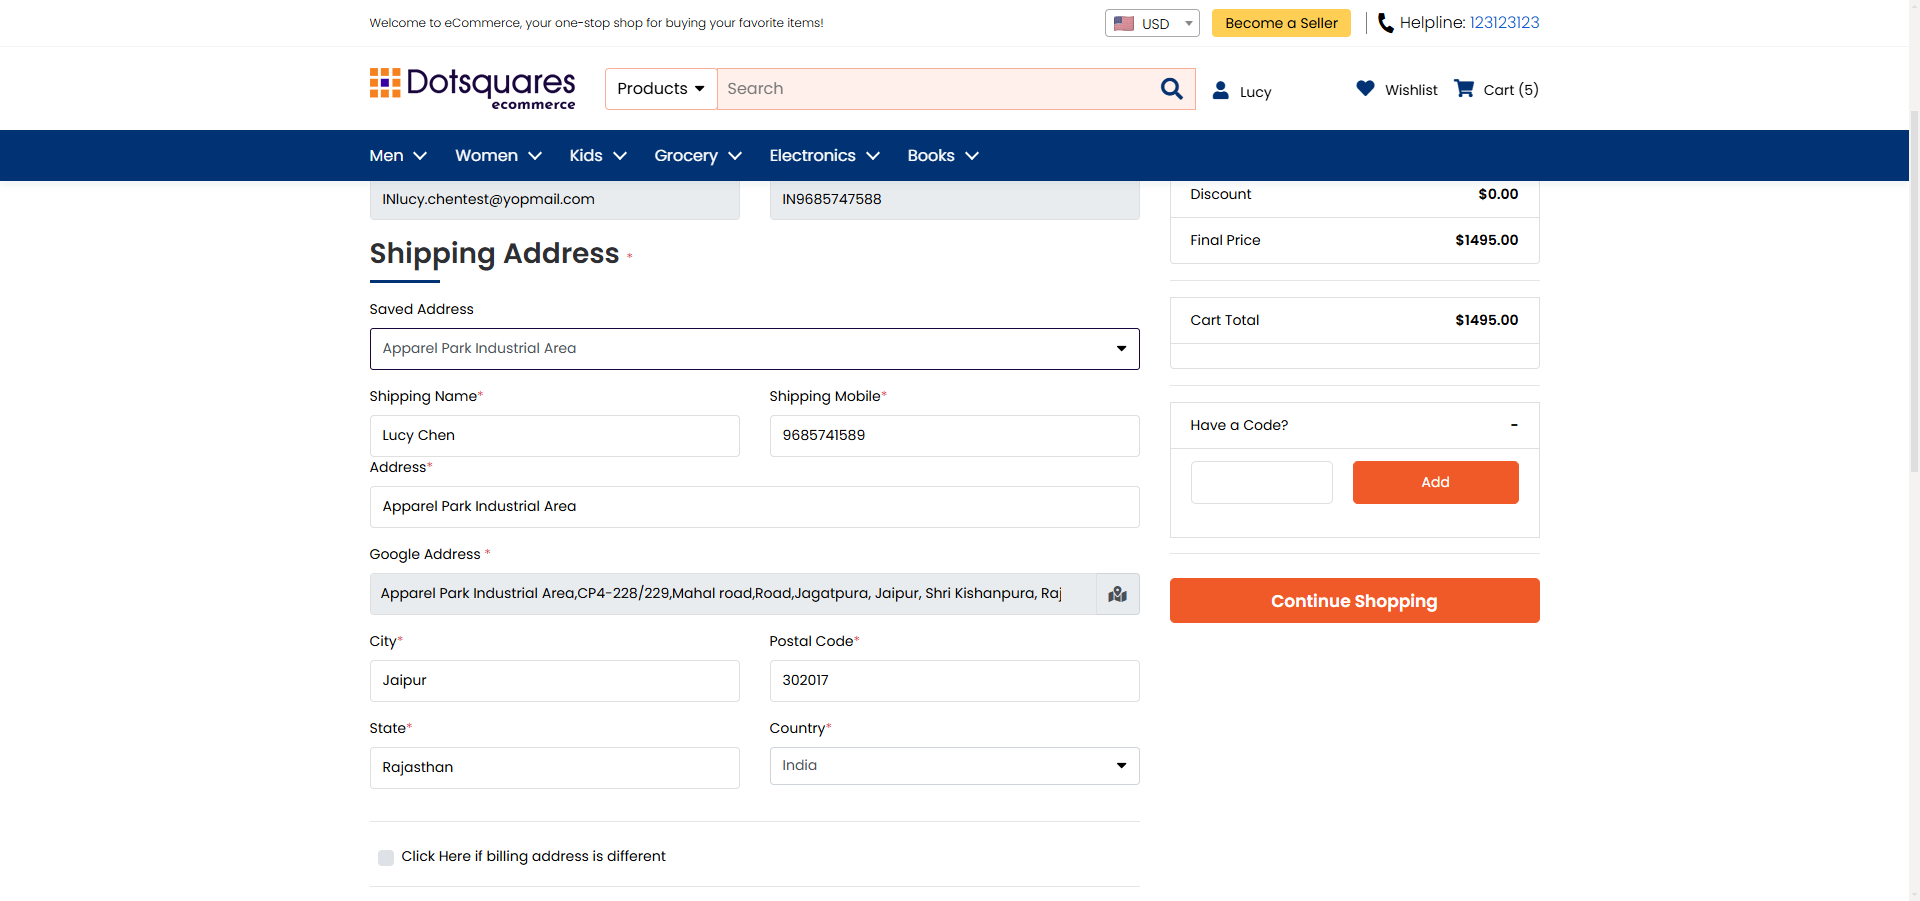 Welcome to eCommerce, your one-stop shop for buying your favorite items!
USD
Become a Seller
Helpline: 123123123
Dotsquares
ecommerce
Products
Search
Lucy
Wishlist
Cart (5)
Men
Women
Kids
Grocery
Electronics
Books
INlucy.chentest@yopmail.com
IN9685747588
Discount
$0.00
Final Price
$1495.00
Shipping Address *
Saved Address
Apparel Park Industrial Area
Shipping Name*
Shipping Mobile*
Lucy Chen
9685741589
Address*
Apparel Park Industrial Area
Google Address *
Apparel Park Industrial Area,CP4-228/229,Mahal road,Road,Jagatpura, Jaipur, Shri Kishanpura, Raj
City*
Postal Code*
Jaipur
302017
State*
Country*
Rajasthan
India
Click Here if billing address is different
Cart Total
$1495.00
Have a Code?
-
Add
Continue Shopping